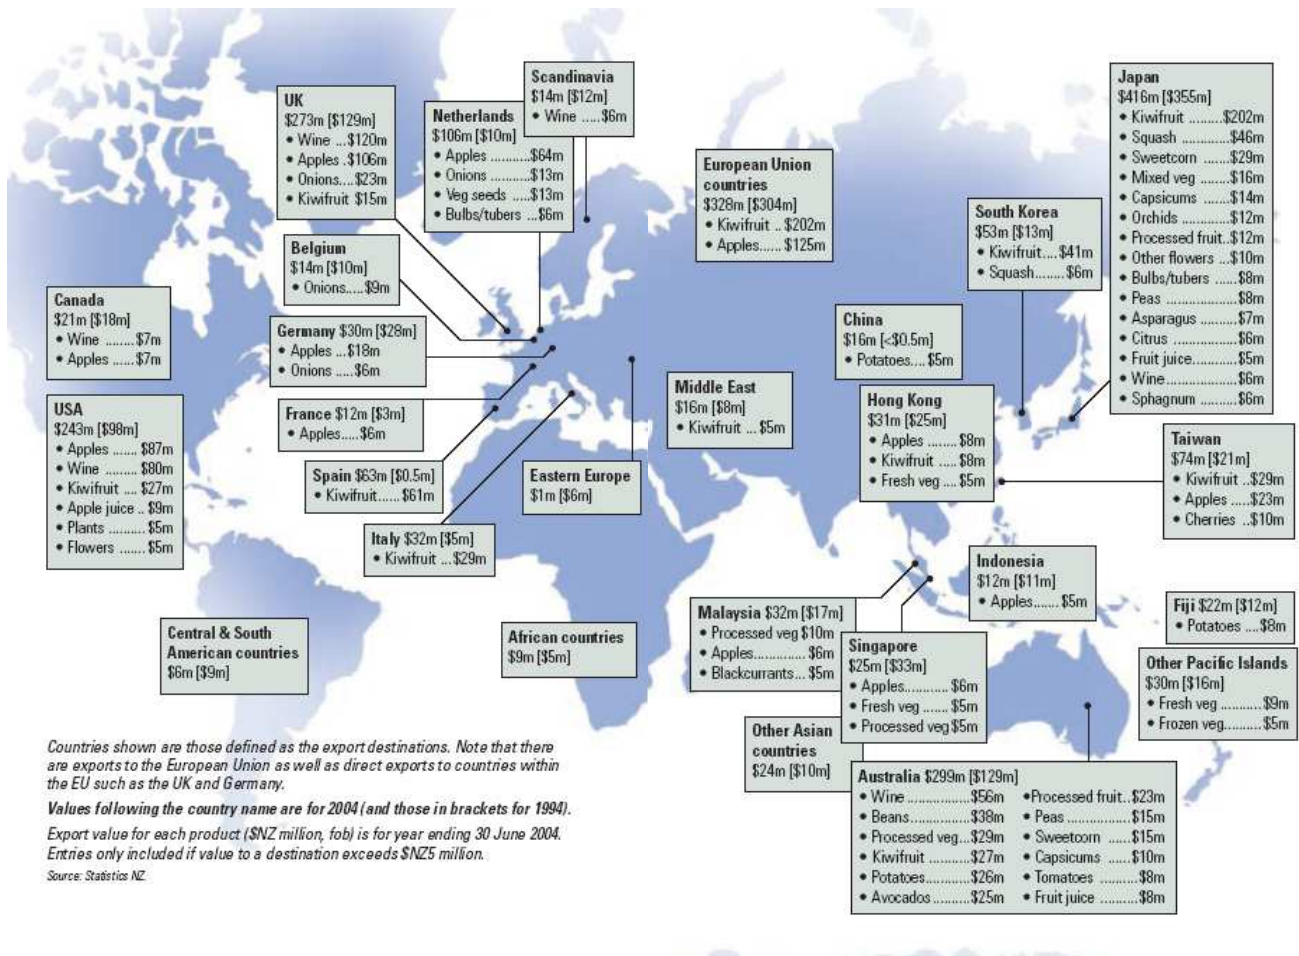 Scandinavia
$14m [$12m]
• Wine .....$6m
UK
$273m [$129m]
• Wine ...$120m
• Apples .$106m
• Onions....$23m
• Kiwifruit $15m
Netherlands
$106m [$10m]
• Apples ...........$64m
• Onions ...........$13m
• Veg seeds .....$13m
• Bulbs/tubers ...$6m
Belgium
$14m [$10m]
• Onions.....$9m
Germany $30m [$28m]
• Apples ...$18m
• Onions .....$6m
France $12m [$3m]
• Apples.....$6m
Spain $63m [$0.5m]
• Kiwifruit...... $61m
Italy $32m [$5m]
• Kiwifruit ...$29m
Eastern Europe
$1m [$6m]
European Union
countries
$328m [$304m]
• Kiwifruit .. $202m
• Apples...... $125m
Canada
$21m [$18m]
• Wine ........$7m
• Apples ......$7m
USA
$243m [$98m]
• Apples ....... $87m
• Wine ......... $80m
• Kiwifruit .... $27m
• Apple juice .. $9m
• Plants .......... $5m
• Flowers ....... $5m
Central & South
American countries
$6m [$9m]
African countries
$9m [$5m]
Middle East
$16m [$8m]
• Kiwifruit ... $5m
South Korea
$53m [$13m]
• Kiwifruit.... $41m
• Squash........ $6m
China
$16m [<$0.5m]
• Potatoes.... $5m
Hong Kong
$31m [$25m]
• Apples ........ $8m
• Kiwifruit ..... $8m
• Fresh veg .... $5m
Japan
$416m [$355m]
• Kiwifruit .........$202m
• Squash .............$46m
• Sweetcorn .......$29m
• Mixed veg ........$16m
• Capsicums .......$14m
• Orchids .............$12m
• Processed fruit..$12m
• Other flowers ...$10m
• Bulbs/tubers ......$8m
• Peas ...................$8m
• Asparagus ..........$7m
• Citrus .................$6m
• Fruit juice...........$5m
• Wine...................$6m
• Sphagnum ..........$6m
Taiwan
$74m [$21m]
• Kiwifruit ..$29m
• Apples ......$23m
• Cherries ..$10m
Indonesia
$12m [$11m]
• Apples....... $5m
Malaysia $32m [$17m]
• Processed veg $10m
• Apples.............. $6m
• Blackcurrants... $5m
Singapore
$25m [$33m]
• Apples............ $6m
• Fresh veg ....... $5m
• Processed veg $5m
Other Asian
countries
$24m [$10m]
Fiji $22m [$12m]
• Potatoes ....$8m
Other Pacific Islands
$30m [$16m]
• Fresh veg ...........$9m
• Frozen veg..........$5m
Australia $299m [$129m]
• Wine ..................$56m
• Beans..................$38m
• Processed veg...$29m
• Kiwifruit ............$27m
• Potatoes.............$26m
• Avocados ...........$25m
• Processed fruit..$23m
• Peas ..................$15m
• Sweetcorn ........$15m
• Capsicums ........$10m
• Tomatoes ...........$8m
• Fruit juice ...........$8m
Countries shown are those defined as the export destinations. Note that there
are exports to the European Union as well as direct exports to countries within
the EU such as the UK and Germany.
Values following the country name are for 2004 (and those in brackets for 1994).
Export value for each product ($NZ million, fob) is for year ending 30 June 2004.
Entries only included if value to a destination exceeds $NZ5 million.
Source: Statistics NZ.